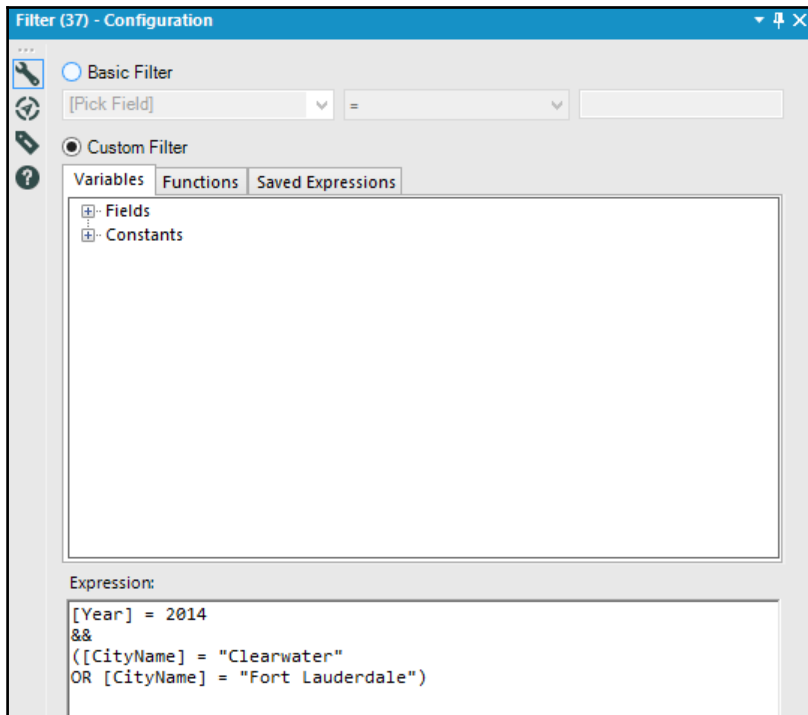 Filter (37) - Configuration
Basic Filter
[Pick Field] =
Custom Filter
Variables Functions Saved Expressions
Fields
Constants
Expression:
[Year] = 2014
&&
([CityName] = "Clearwater"
OR [CityName] = "Fort Lauderdale")